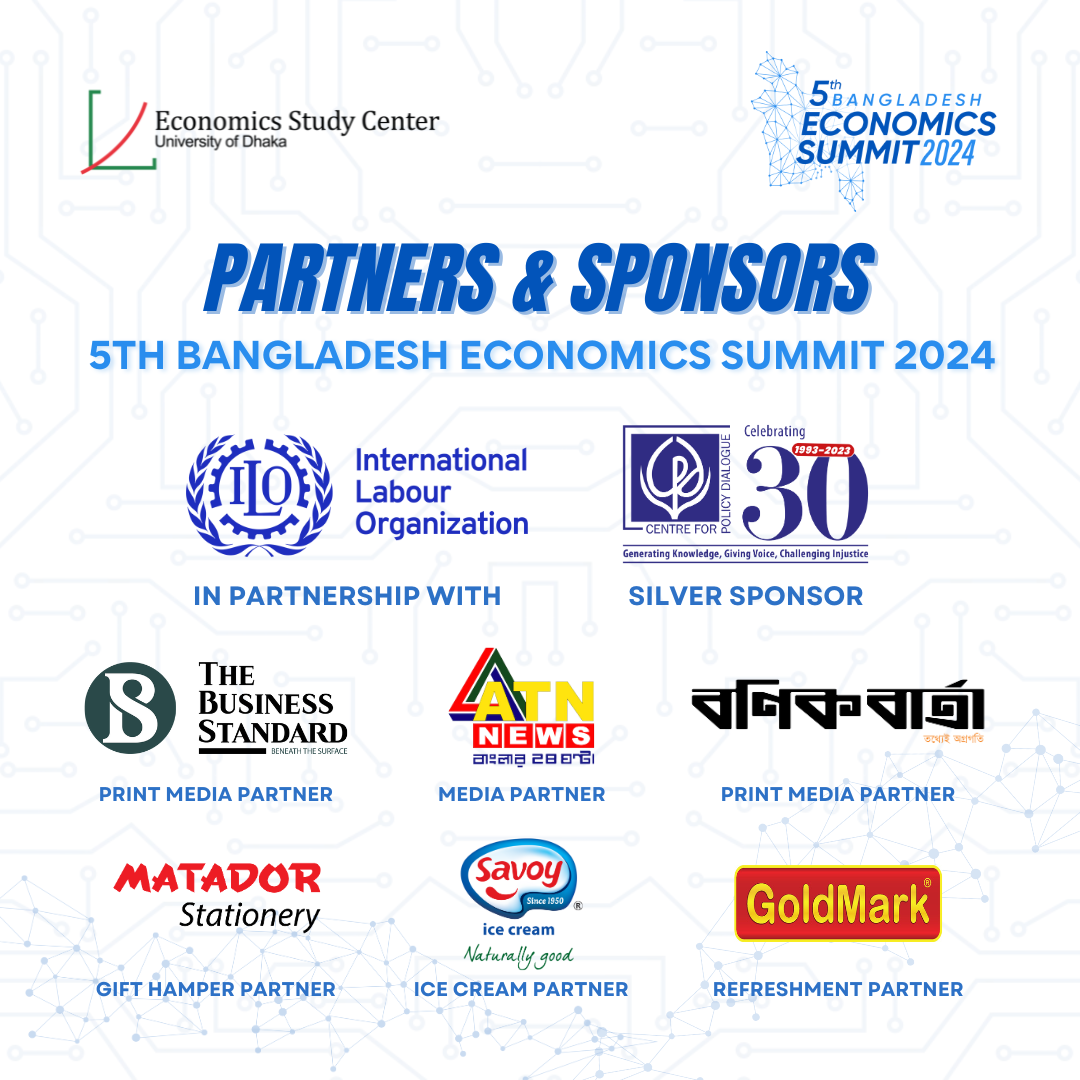 Economics Study Center
University of Dhaka
5th BANGLADESH
ECONOMICS
SUMMIT 2024
PARTNERS & SPONSORS
5TH BANGLADESH ECONOMICS SUMMIT 2024
ILO
International
Labour
Organization
IN PARTNERSHIP WITH
CENTRE FOR
POLICY DIALOGUE
Celebrating
1993-2023
30
Generating Knowledge, Giving Voice, Challenging Injustice
SILVER SPONSOR
B
THE
BUSINESS
STANDARD
BENEATH THE SURFACE
PRINT MEDIA PARTNER
ATN
NEWS
বাংলার ২৪ ঘণ্টা
MEDIA PARTNER
বণিক বার্তা
তথ্যেই অগ্রগতি
PRINT MEDIA PARTNER
MATADOR
Stationery
GIFT HAMPER PARTNER
Savoy
Since 1950
®
ice cream
Naturally good
ICE CREAM PARTNER
GoldMark®
REFRESHMENT PARTNER